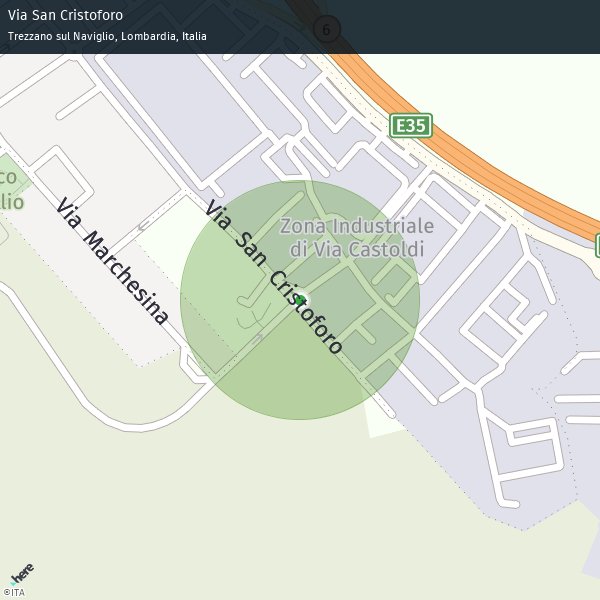 Via San Cristoforo
Trezzano sul Naviglio, Lombardia, Italia
6
E35
co
lio
Via Marchesina
Via San Cristoforo
Zona Industriale
di Via Castoldi
here
©ITA